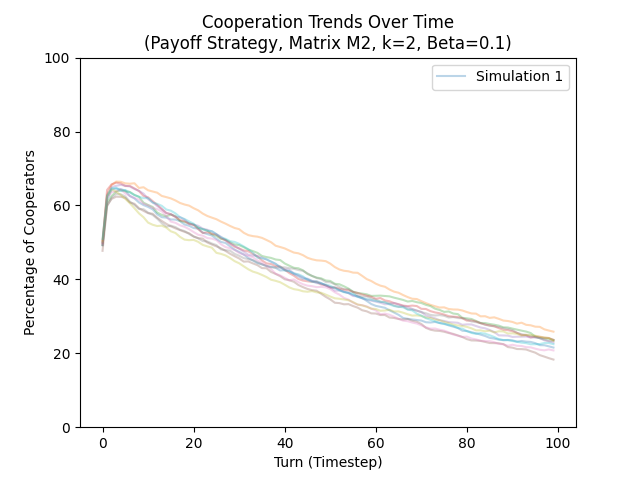 Cooperation Trends Over Time
(Payoff Strategy, Matrix M2, k=2, Beta=0.1)
Simulation 1
Percentage of Cooperators
100
80
60
40
20
0
0 20 40 60 80 100
Turn (Timestep)